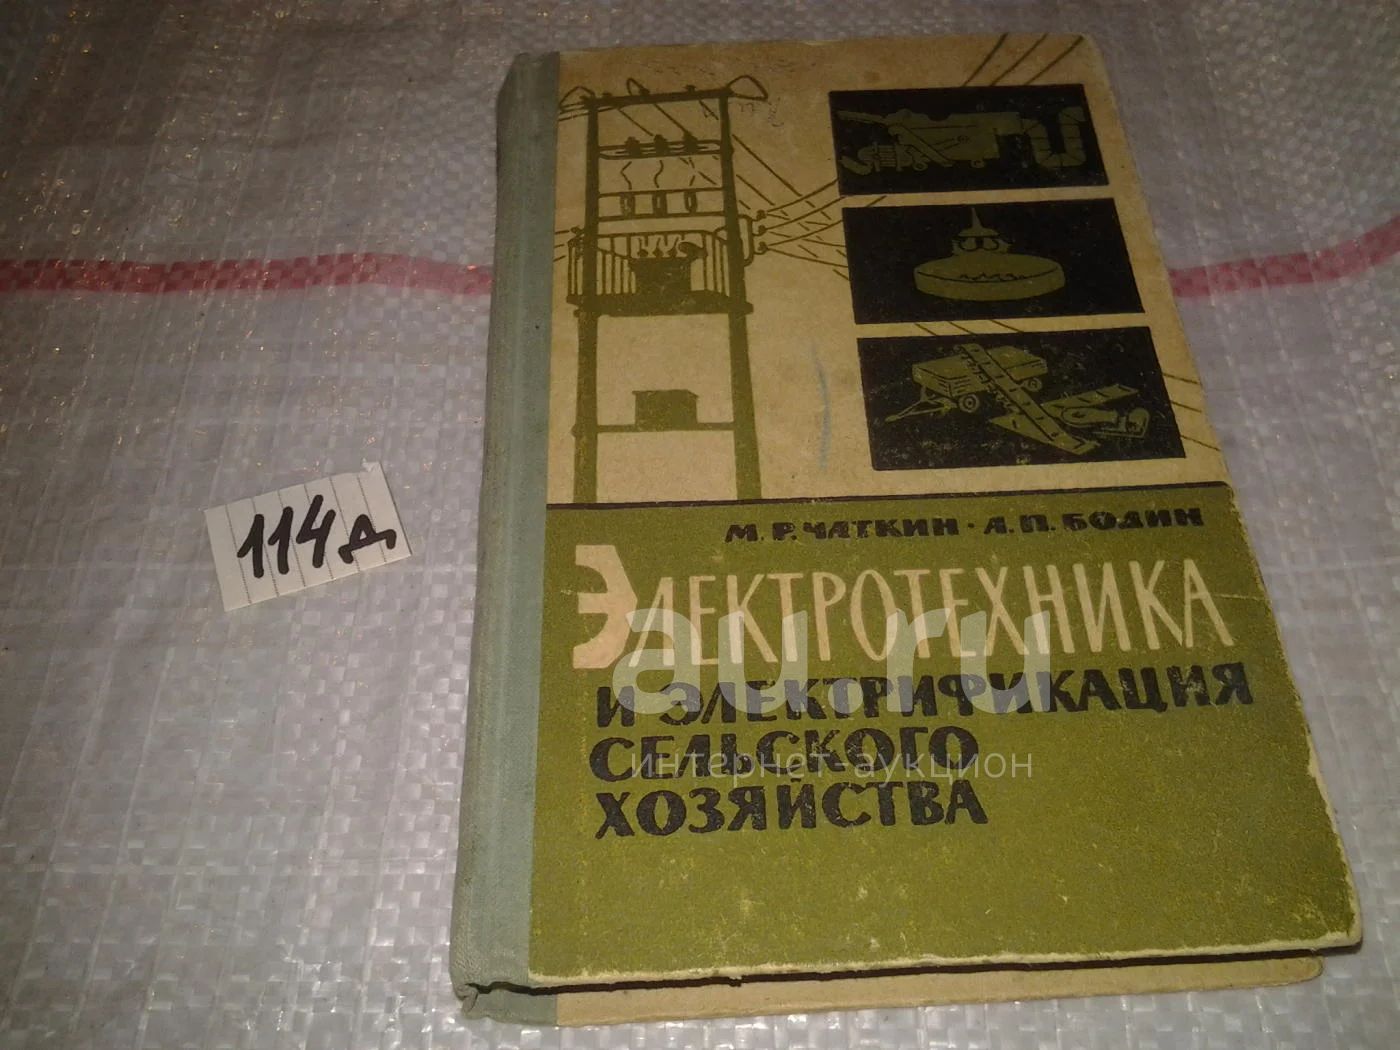 114д
М.Р.ЧАТКИН · А.П.БОДИН
ЭЛЕКТРОТЕХНИКА
И ЭЛЕКТРИФИКАЦИЯ
СЕЛЬСКОГО
ХОЗЯЙСТВА
au.ru
интернет-аукцион